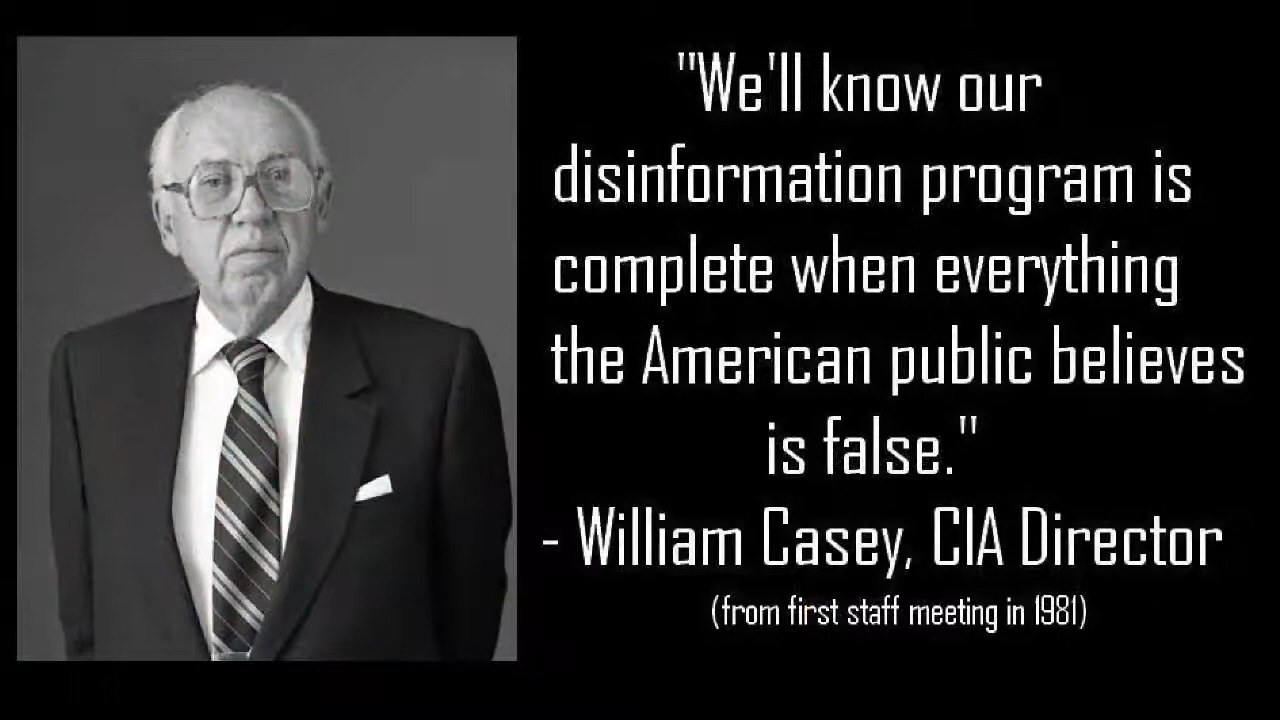 "We'll know our
disinformation program is
complete when everything
the American public believes
is false."
- William Casey, CIA Director
(from first staff meeting in 1981)